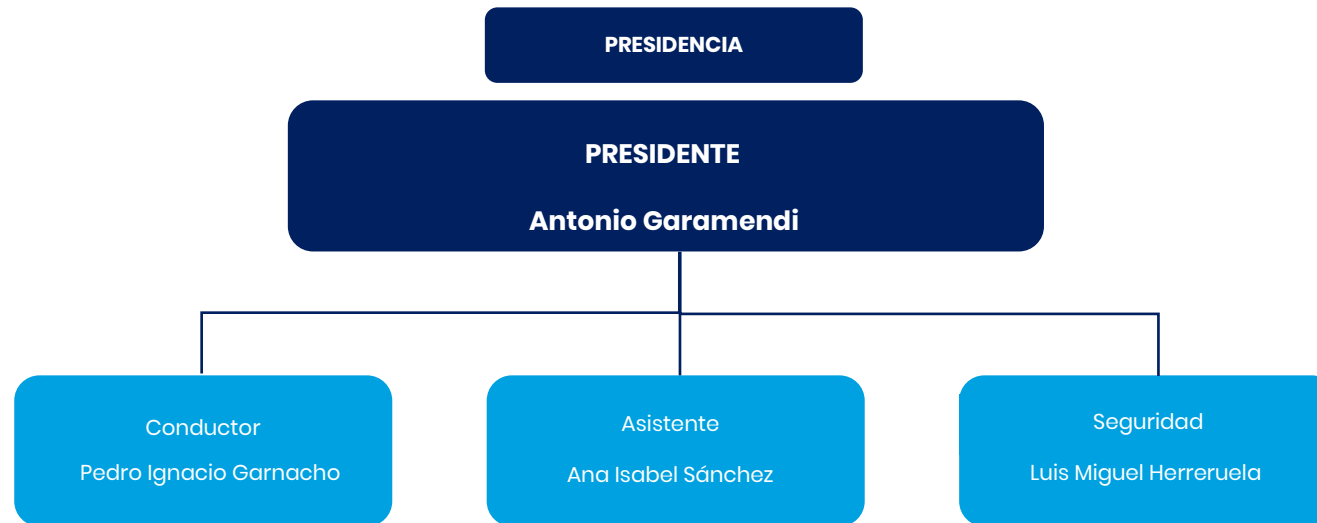 PRESIDENCIA
PRESIDENTE
Antonio Garamendi
Conductor
Pedro Ignacio Garnacho
Asistente
Ana Isabel Sánchez
Seguridad
Luis Miguel Herreruela